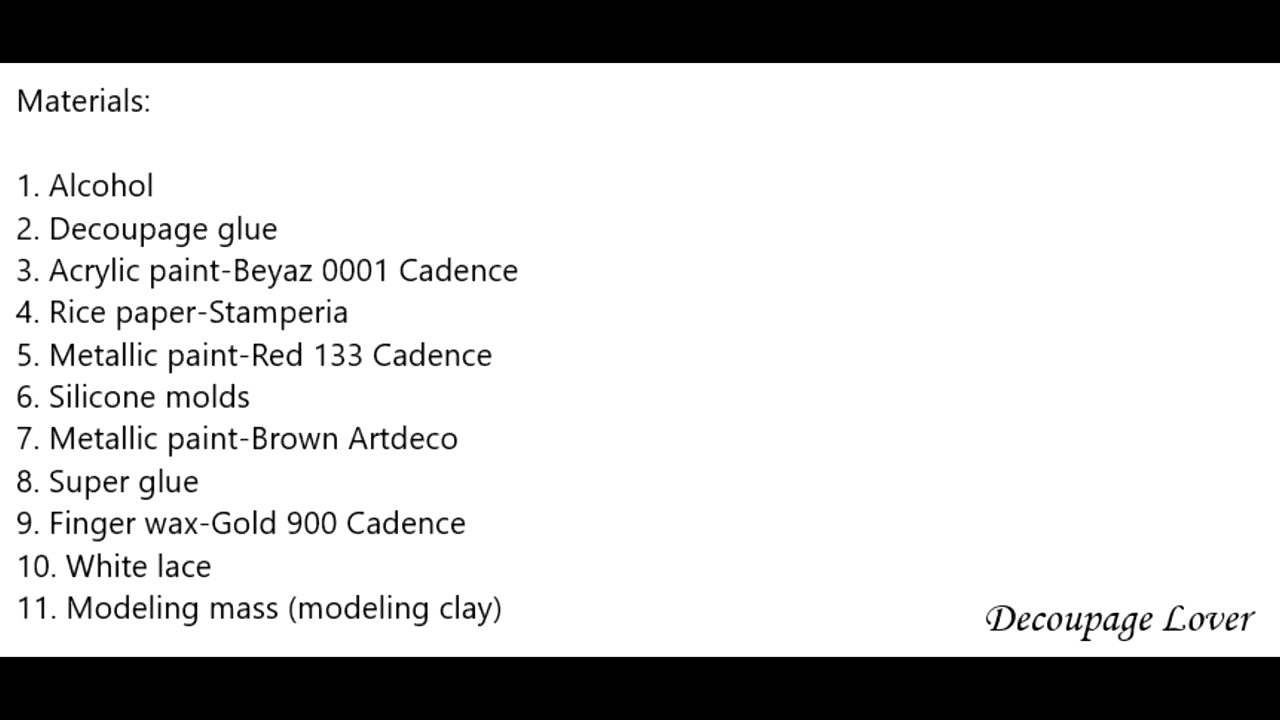 Materials:
1. Alcohol
2. Decoupage glue
3. Acrylic paint-Beyaz 0001 Cadence
4. Rice paper-Stamperia
5. Metallic paint-Red 133 Cadence
6. Silicone molds
7. Metallic paint-Brown Artdeco
8. Super glue
9. Finger wax-Gold 900 Cadence
10. White lace
11. Modeling mass (modeling clay)
Decoupage Lover